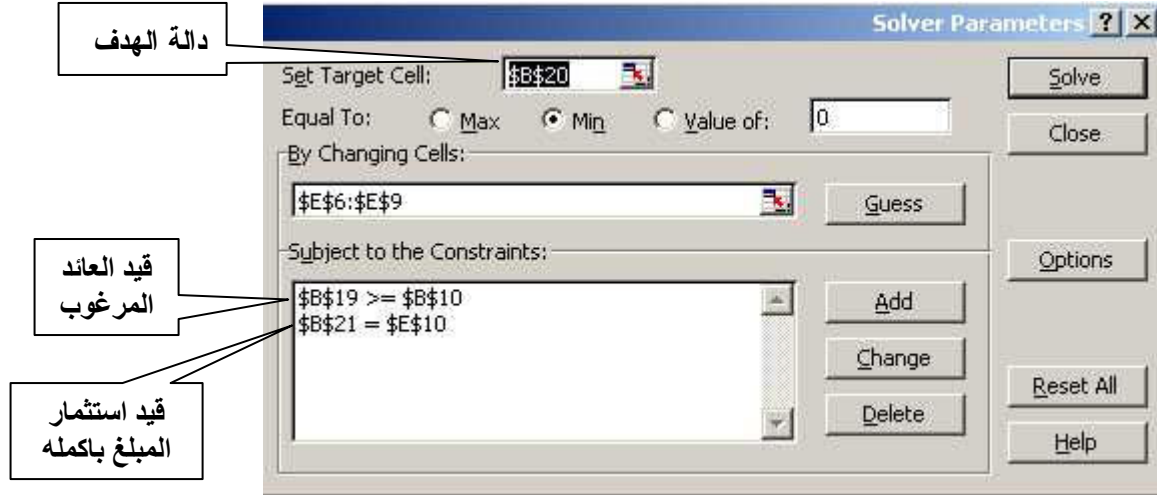 Solver Parameters
دالة الهدف
Set Target Cell:
$B$20
Solve
Equal To:
Max
Min
Value of:
0
Close
By Changing Cells:
$E$6:$E$9
Guess
Subject to the Constraints:
Options
قيد العائد
المرغوب
$B$19 >= $B$10
$B$21 = $E$10
Add
Change
Reset All
Delete
قيد استثمار
المبلغ باكمله
Help